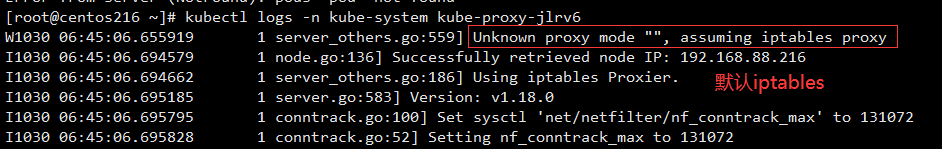 [root@centos216 ~]# kubectl logs -n kube-system kube-proxy-jlrv6
W1030 06:45:06.655919       1 server_others.go:559] Unknown proxy mode "", assuming iptables proxy
I1030 06:45:06.694579       1 node.go:136] Successfully retrieved node IP: 192.168.88.216
I1030 06:45:06.694662       1 server_others.go:186] Using iptables Proxier.
默认iptables
I1030 06:45:06.695185       1 server.go:583] Version: v1.18.0
I1030 06:45:06.695795       1 conntrack.go:100] Set sysctl 'net/netfilter/nf_conntrack_max' to 131072
I1030 06:45:06.695828       1 conntrack.go:52] Setting nf_conntrack_max to 131072